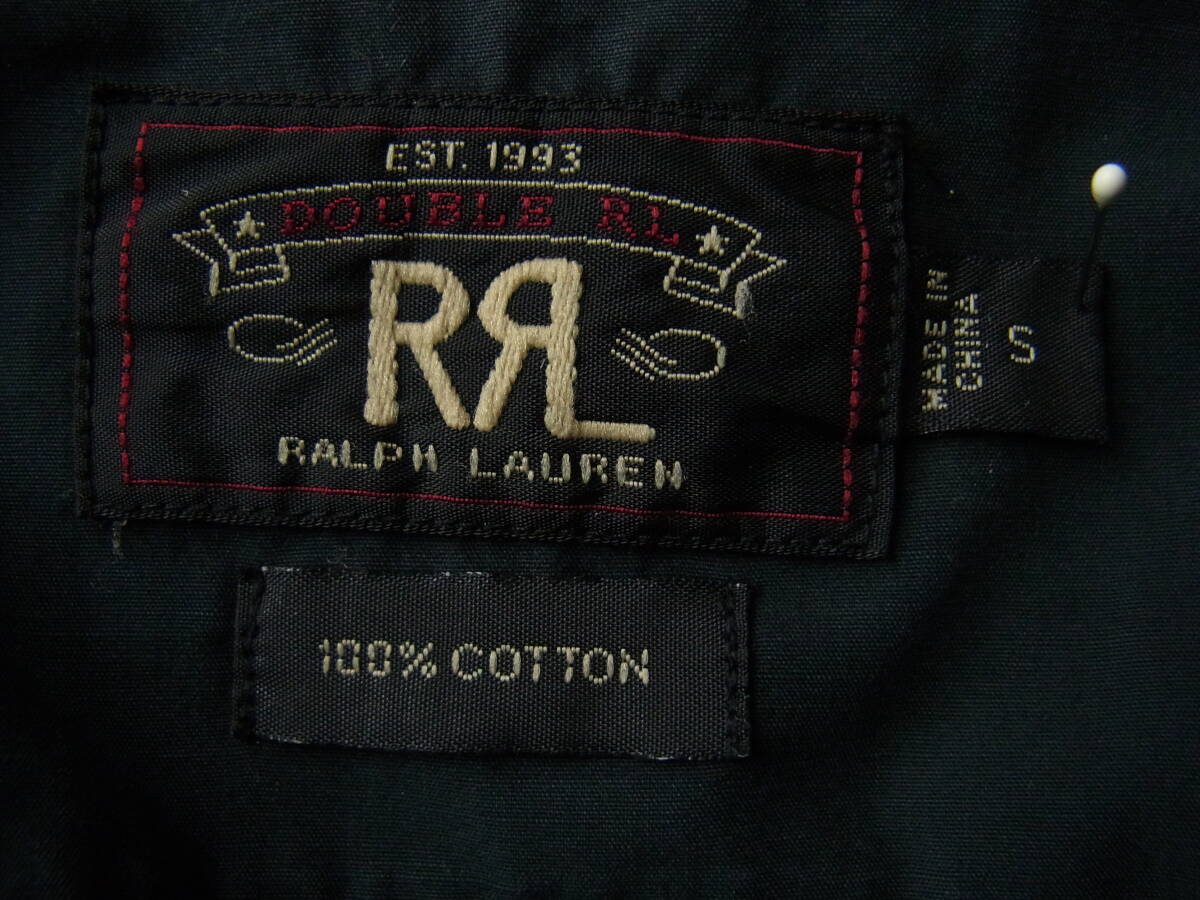 EST. 1993
DOUBLE RL
RRL
RALPH LAUREN
MADE IN
CHINA
S
100% COTTON